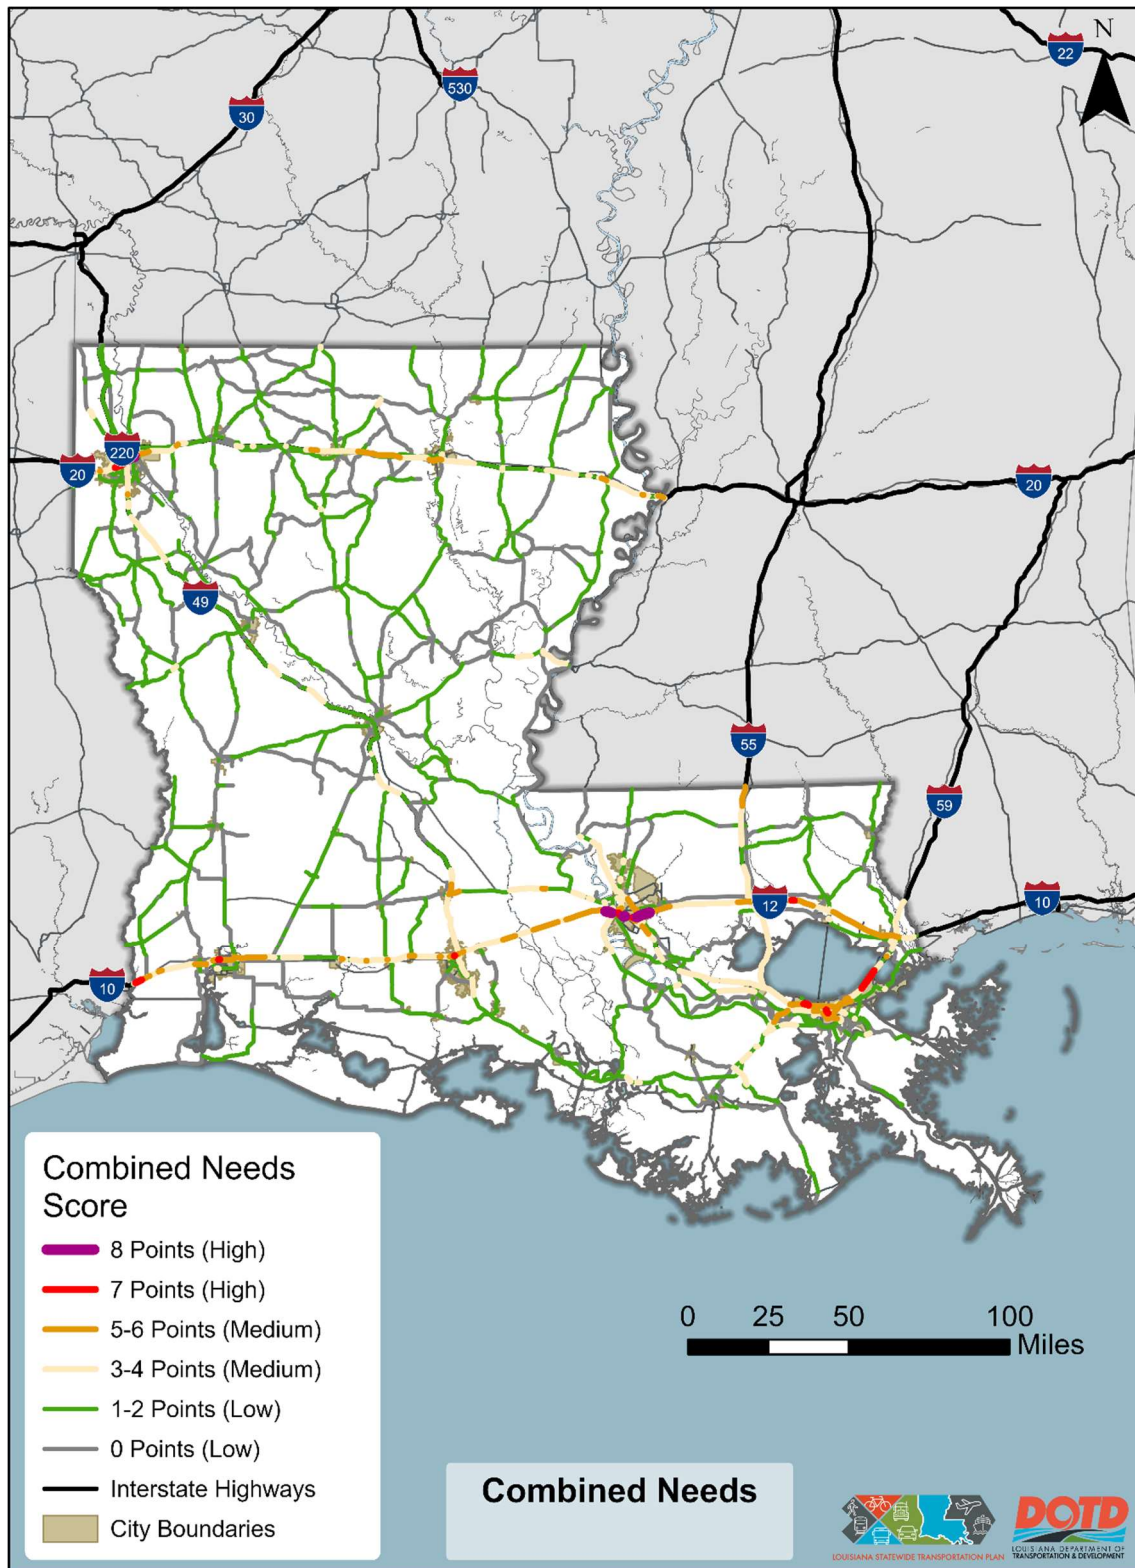 N
22
530
30
220
20
20
49
55
59
12
10
10
Combined Needs
Score
8 Points (High)
7 Points (High)
5-6 Points (Medium)
3-4 Points (Medium)
1-2 Points (Low)
0 Points (Low)
Interstate Highways
City Boundaries
0 25 50 100
Miles
Combined Needs
LOUISIANA STATEWIDE TRANSPORTATION PLAN
DOTD
LOUISIANA DEPARTMENT OF
TRANSPORTATION & DEVELOPMENT